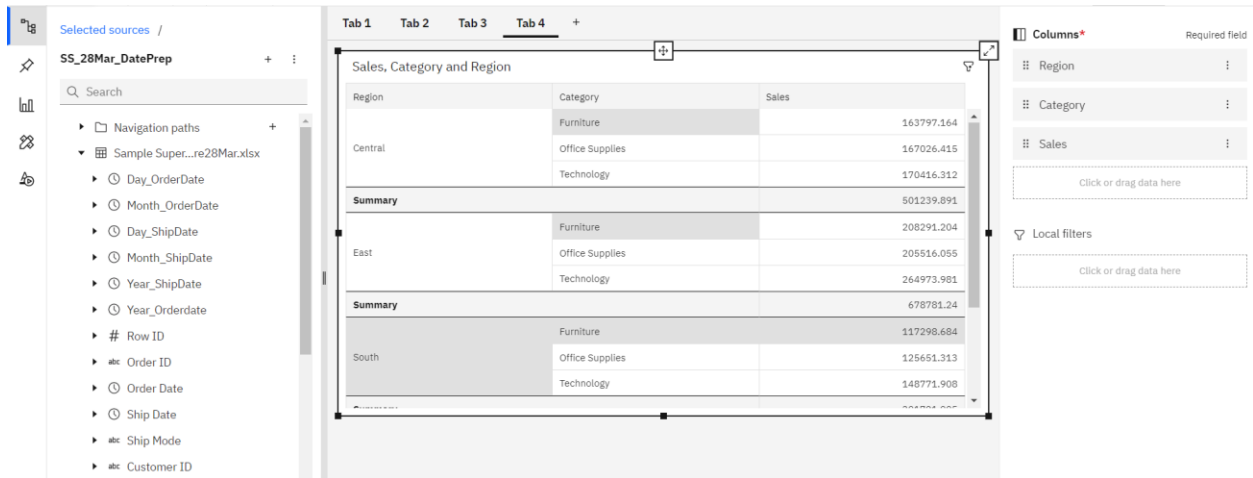 Selected sources /
SS_28Mar_DatePrep
Search
Navigation paths
Sample Super...re28Mar.xlsx
Day_OrderDate
Month_OrderDate
Day_ShipDate
Month_ShipDate
Year_ShipDate
Year_Orderdate
# Row ID
abc Order ID
Order Date
Ship Date
abc Ship Mode
abc Customer ID
Tab 1 Tab 2 Tab 3 Tab 4 +
Sales, Category and Region
Region Category Sales
Furniture 163797.164
Central Office Supplies 167026.415
Technology 170416.312
Summary 501239.891
Furniture 208291.204
East Office Supplies 205516.055
Technology 264973.981
Summary 678781.24
Furniture 117298.684
South Office Supplies 125651.313
Technology 148771.908
Columns* Required field
Region
Category
Sales
Click or drag data here
Local filters
Click or drag data here